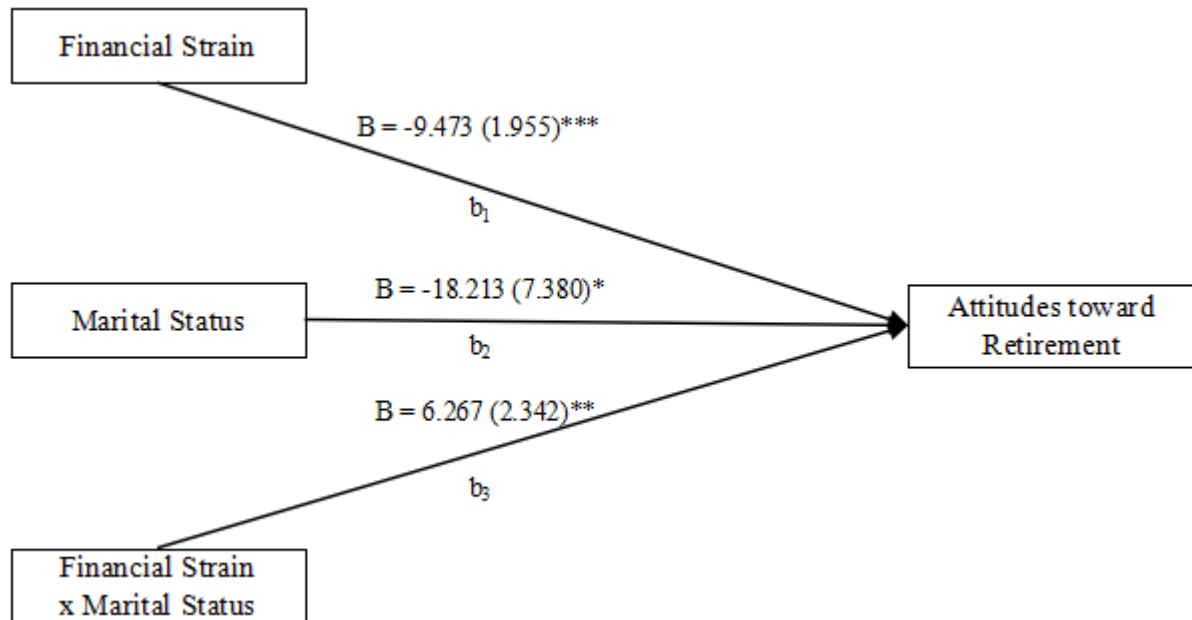 Financial Strain
B = -9.473 (1.955)***
b₁
B = -18.213 (7.380)*
Marital Status
b₂
Attitudes toward
Retirement
B = 6.267 (2.342)**
b₃
Financial Strain
x Marital Status